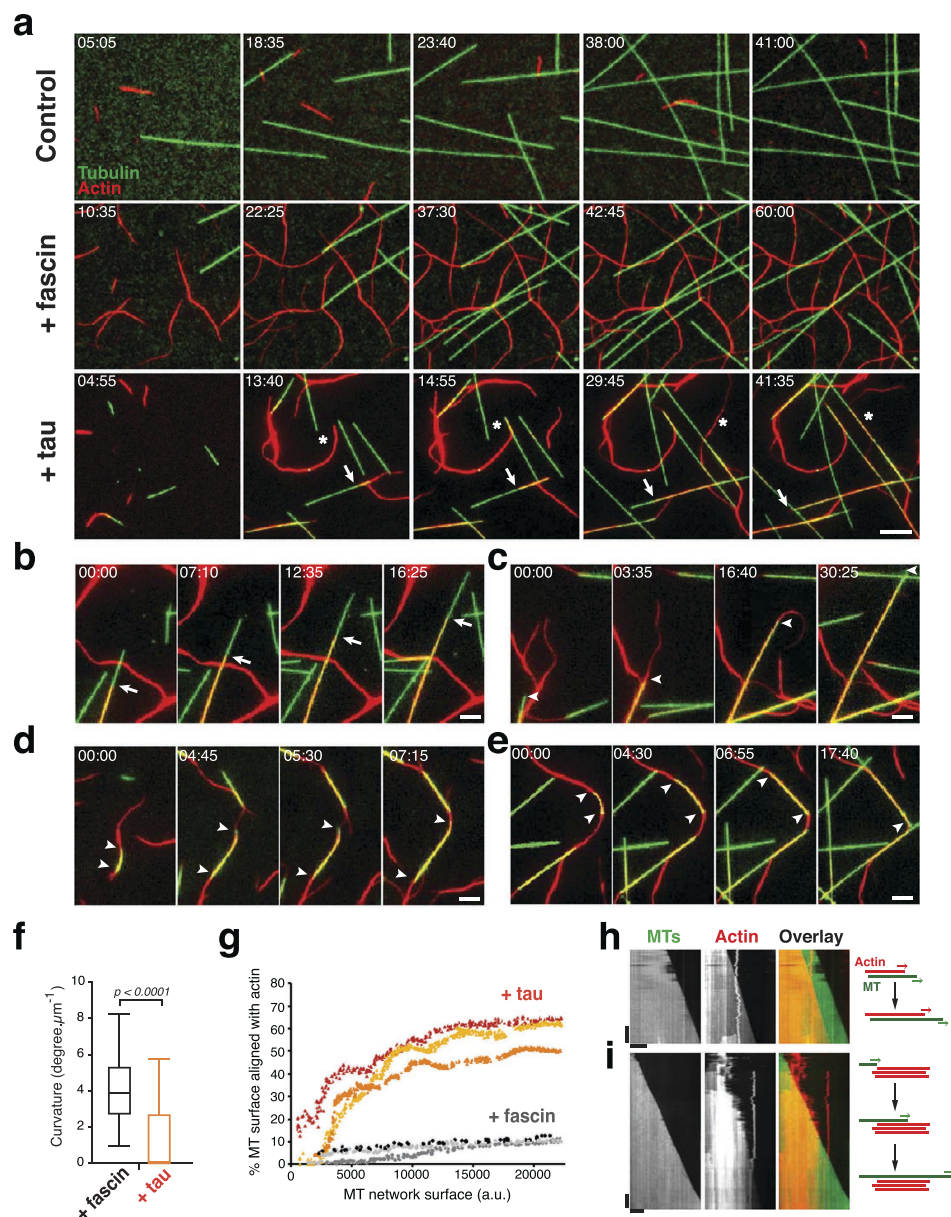 a
Control
05:05 18:35 23:40 38:00 41:00
Tubulin
Actin
+ fascin
10:35 22:25 37:30 42:45 60:00
+ tau
04:55 13:40 14:55 29:45 41:35
* * * *
b
00:00 07:10 12:35 16:25
c
00:00 03:35 16:40 30:25
d
00:00 04:45 05:30 07:15
e
00:00 04:30 06:55 17:40
f
Curvature (degree.µm⁻¹)
10
8
6
4
2
0
p < 0.0001
+ fascin
+ tau
g
% MT surface aligned with actin
80
70
60
50
40
30
20
10
0
+ tau
+ fascin
0 5000 10000 15000 20000
MT network surface (a.u.)
h
MTs Actin Overlay
Actin
MT
i